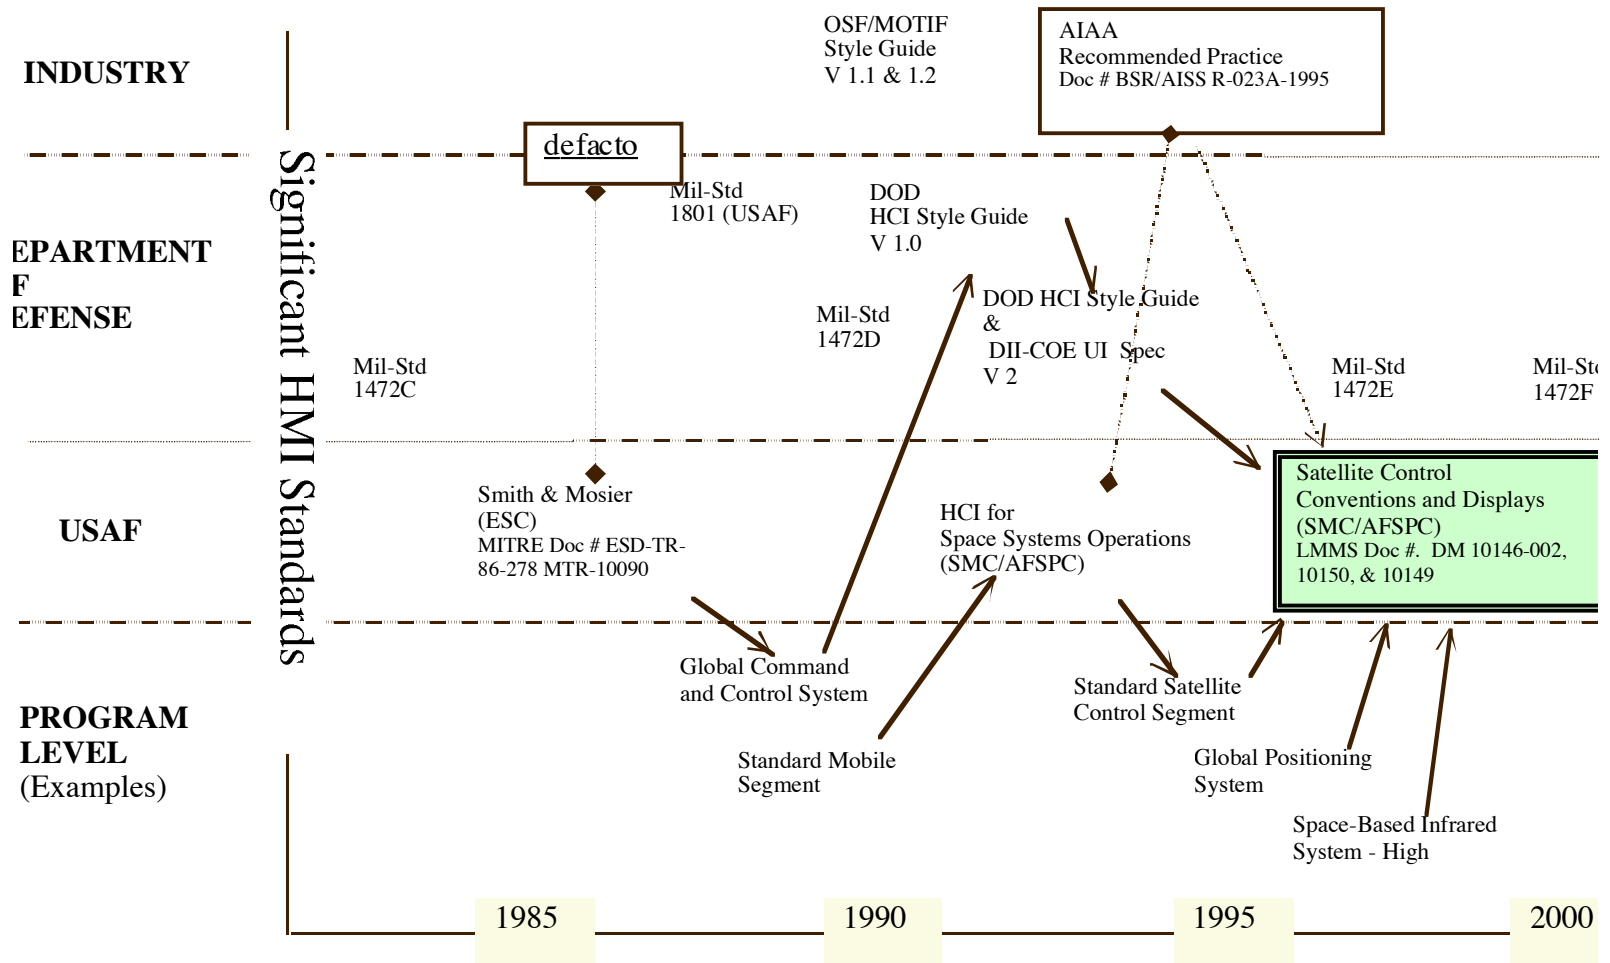 OSF/MOTIF
Style Guide
V 1.1 & 1.2
AIAA
Recommended Practice
Doc # BSR/AISS R-023A-1995
INDUSTRY
defacto
Significant HMI Standards
Mil-Std
1801 (USAF)
DOD
HCI Style Guide
V 1.0
EPARTMENT
F
EFENSE
DOD HCI Style Guide
&
DII-COE UI Spec
V 2
Mil-Std
1472D
Mil-Std
1472C
Mil-Std
1472E
Mil-Std
1472F
USAF
Smith & Mosier
(ESC)
MITRE Doc # ESD-TR-
86-278 MTR-10090
HCI for
Space Systems Operations
(SMC/AFSPC)
Satellite Control
Conventions and Displays
(SMC/AFSPC)
LMMS Doc #. DM 10146-002,
10150, & 10149
PROGRAM
LEVEL
(Examples)
Global Command
and Control System
Standard Mobile
Segment
Standard Satellite
Control Segment
Global Positioning
System
Space-Based Infrared
System - High
1985
1990
1995
2000